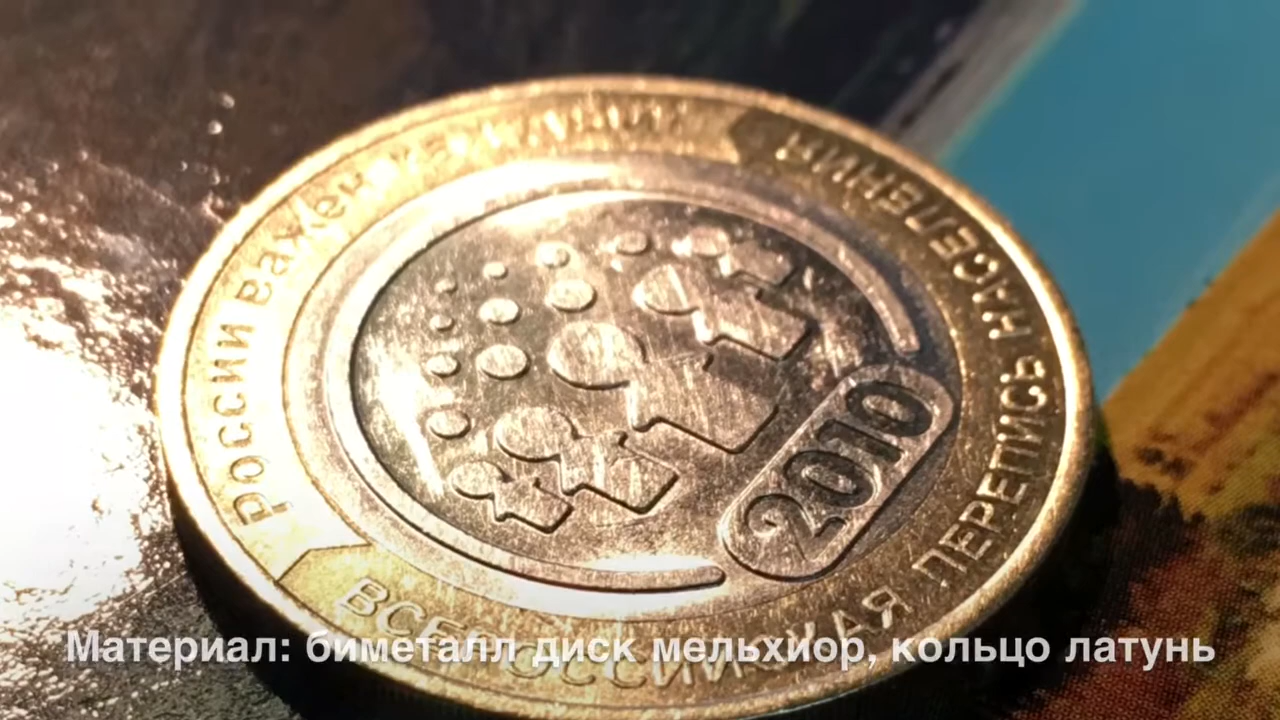 России важен каждый
ВСЕРОССИЙСКАЯ ПЕРЕПИСЬ НАСЕЛЕНИЯ
2010
Материал: биметалл диск мельхиор, кольцо латунь